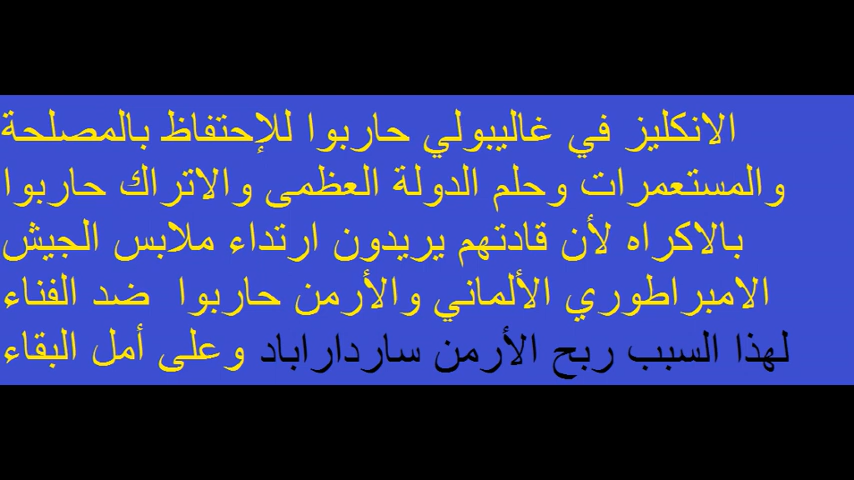 الانكليز في غاليبولي حاربوا للإحتفاظ بالمصلحة
والمستعمرات وحلم الدولة العظمى والاتراك حاربوا
بالاكراه لأن قادتهم يريدون ارتداء ملابس الجيش
الامبراطوري الألماني والأرمن حاربوا ضد الفناء
لهذا السبب ربح الأرمن سارداراباد وعلى أمل البقاء